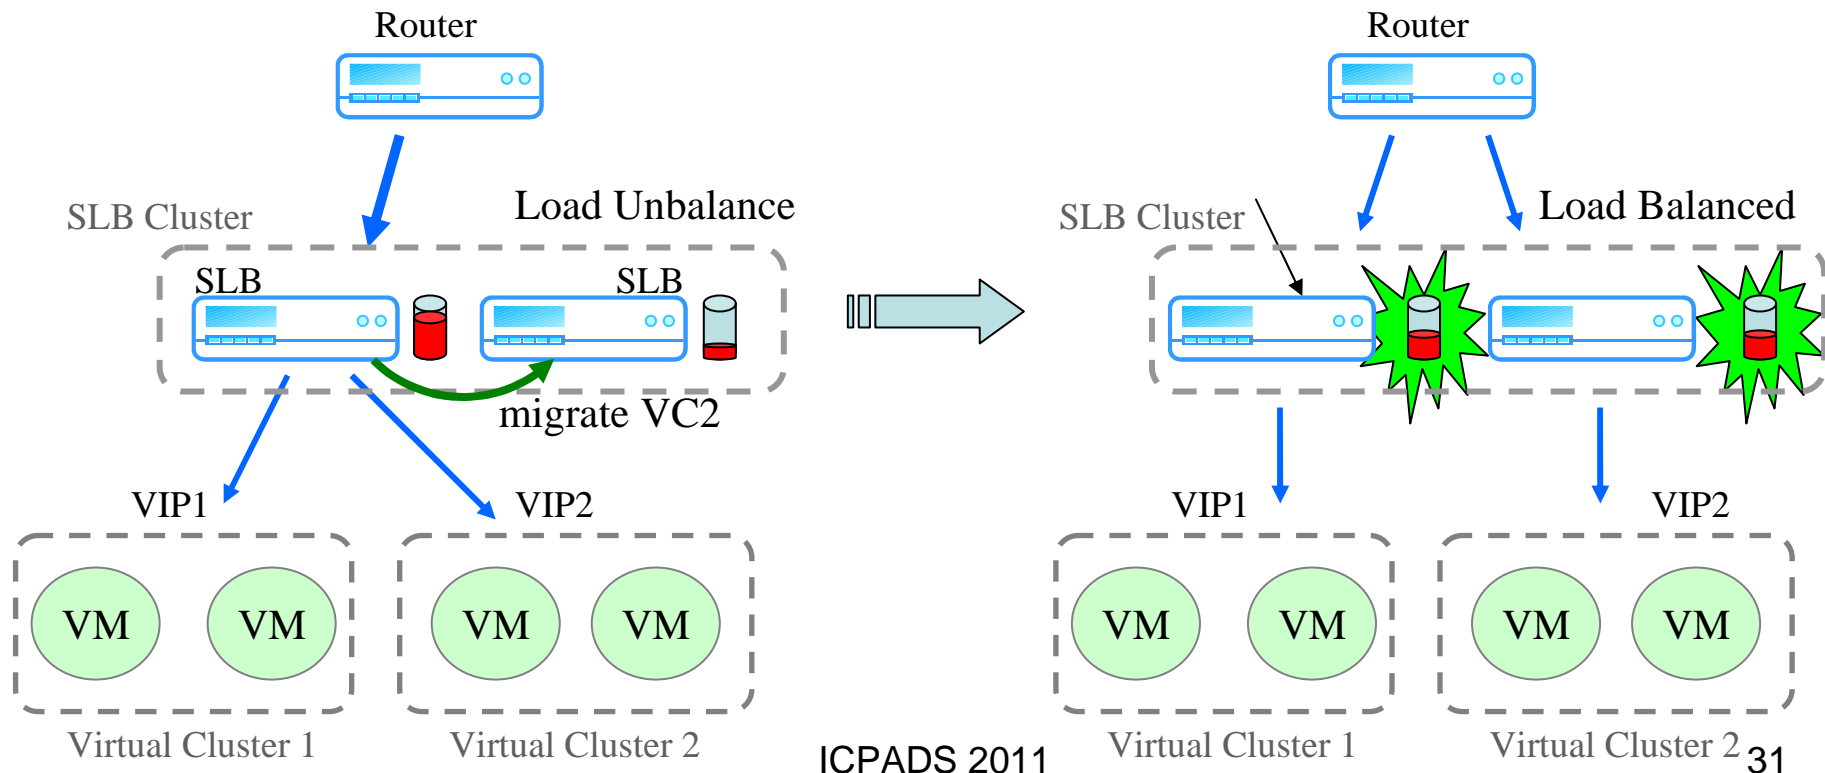 Router
Router
SLB Cluster
Load Unbalance
SLB Cluster
Load Balanced
SLB
SLB
migrate VC2
VIP1
VIP2
VIP1
VIP2
VM
VM
VM
VM
VM
VM
VM
VM
Virtual Cluster 1
Virtual Cluster 2
ICPADS 2011
Virtual Cluster 1
Virtual Cluster 2
31